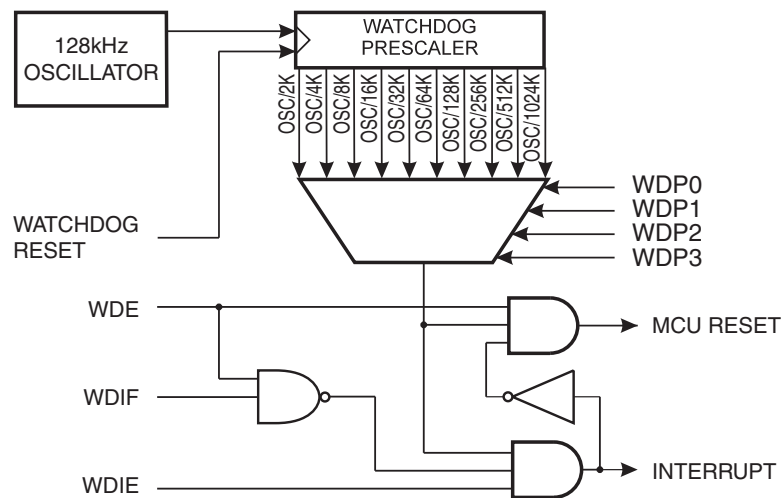 128kHz
OSCILLATOR
WATCHDOG
PRESCALER
OSC/2K
OSC/4K
OSC/8K
OSC/16K
OSC/32K
OSC/64K
OSC/128K
OSC/256K
OSC/512K
OSC/1024K
WDP0
WDP1
WDP2
WDP3
WATCHDOG
RESET
WDE
MCU RESET
WDIF
WDIE
INTERRUPT